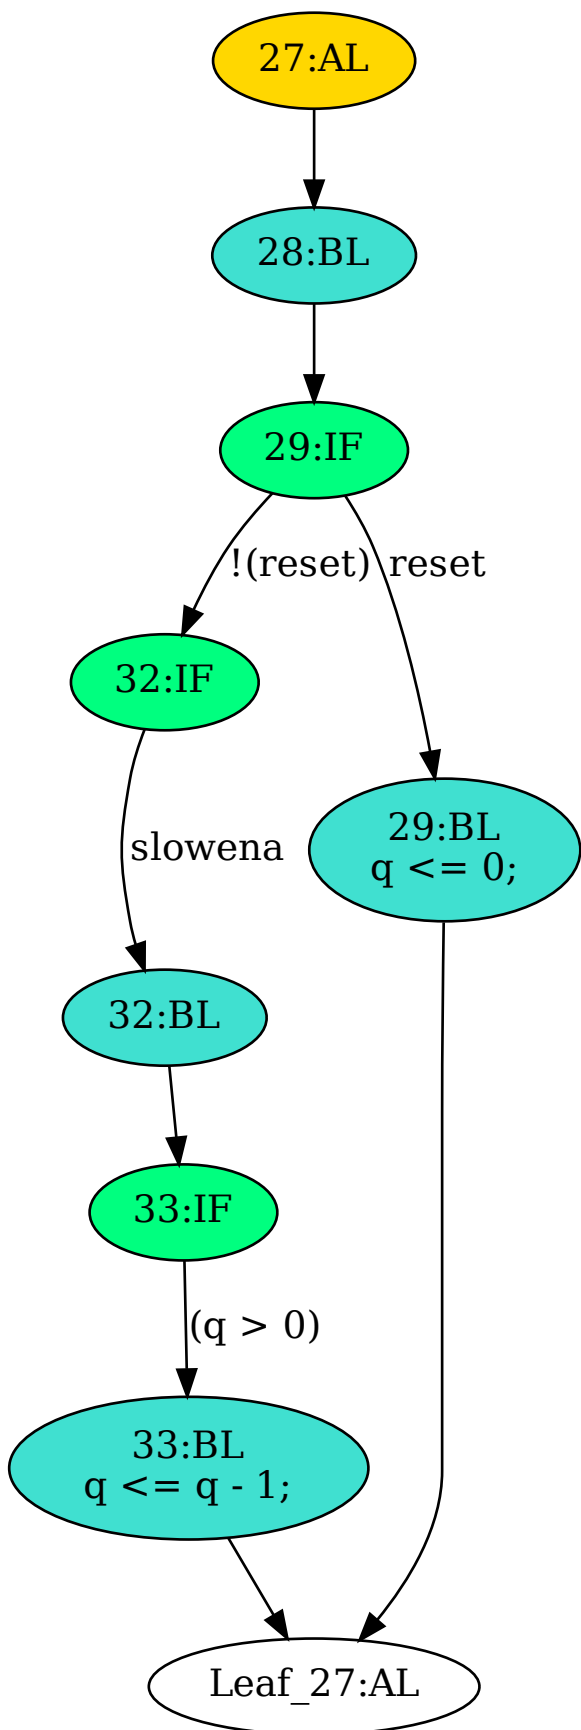 27:AL
28:BL
29:IF
!(reset)
reset
32:IF
29:BL
q <= 0;
slowena
32:BL
33:IF
(q > 0)
33:BL
q <= q - 1;
Leaf_27:AL